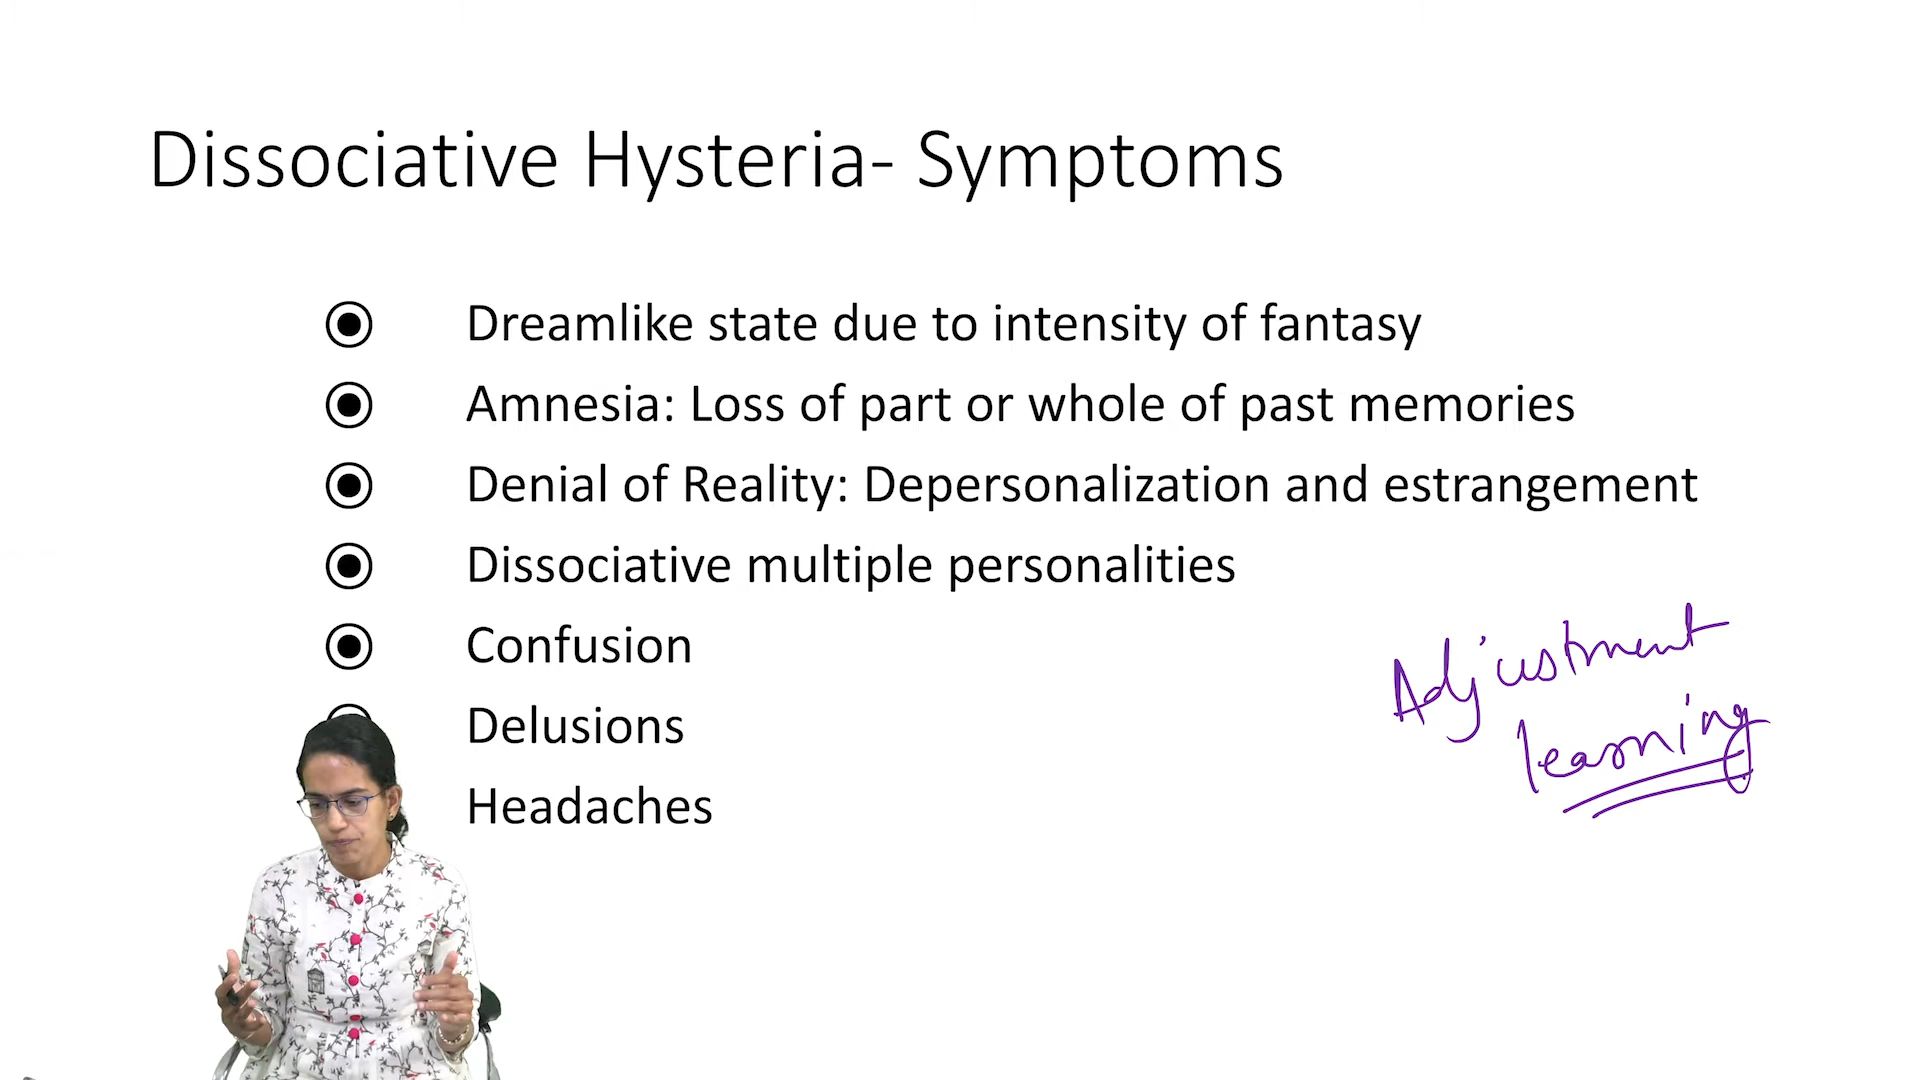 Dissociative Hysteria- Symptoms
Dreamlike state due to intensity of fantasy
Amnesia: Loss of part or whole of past memories
Denial of Reality: Depersonalization and estrangement
Dissociative multiple personalities
Confusion
Delusions
Headaches
Adjustment
learning